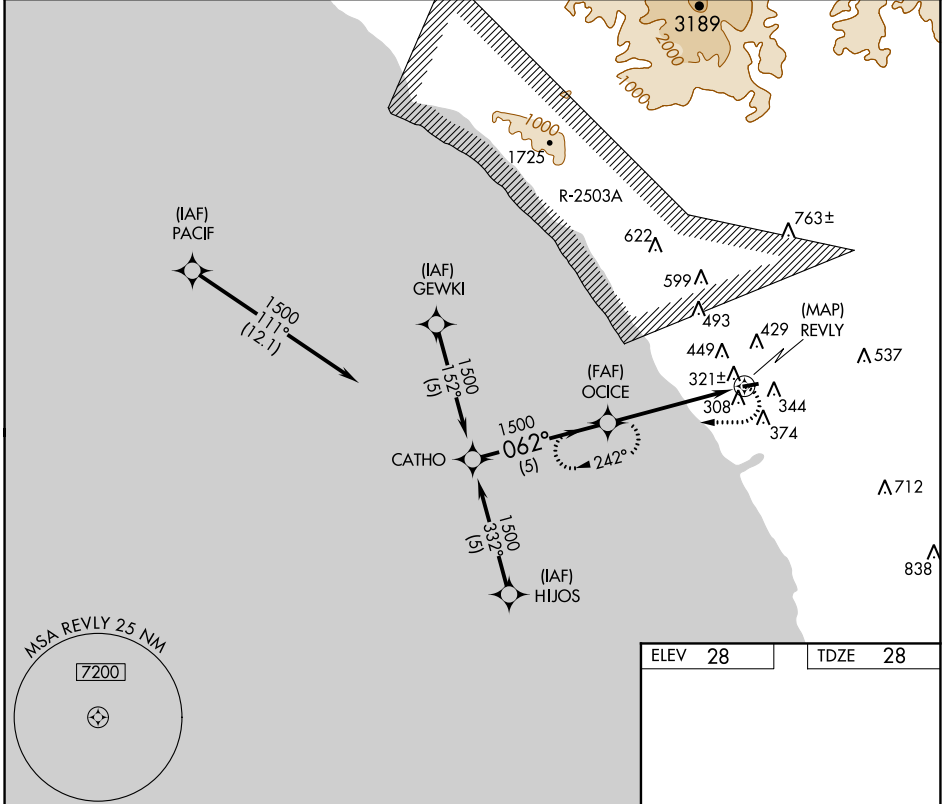 3189
2000
1000
1000
1725
R-2503A
(IAF)
PACIF
622
763±
(IAF)
GEWKI
599
1500
111°
(12.1)
493
(MAP)
REVLY
429
449
537
1500
152°
(5)
(FAF)
OCICE
321±
308
344
374
1500
062°
(5)
CATHO
242°
712
1500
332°
(5)
838
(IAF)
HIJOS
MSA REVLY 25 NM
7200
ELEV 28
TDZE 28